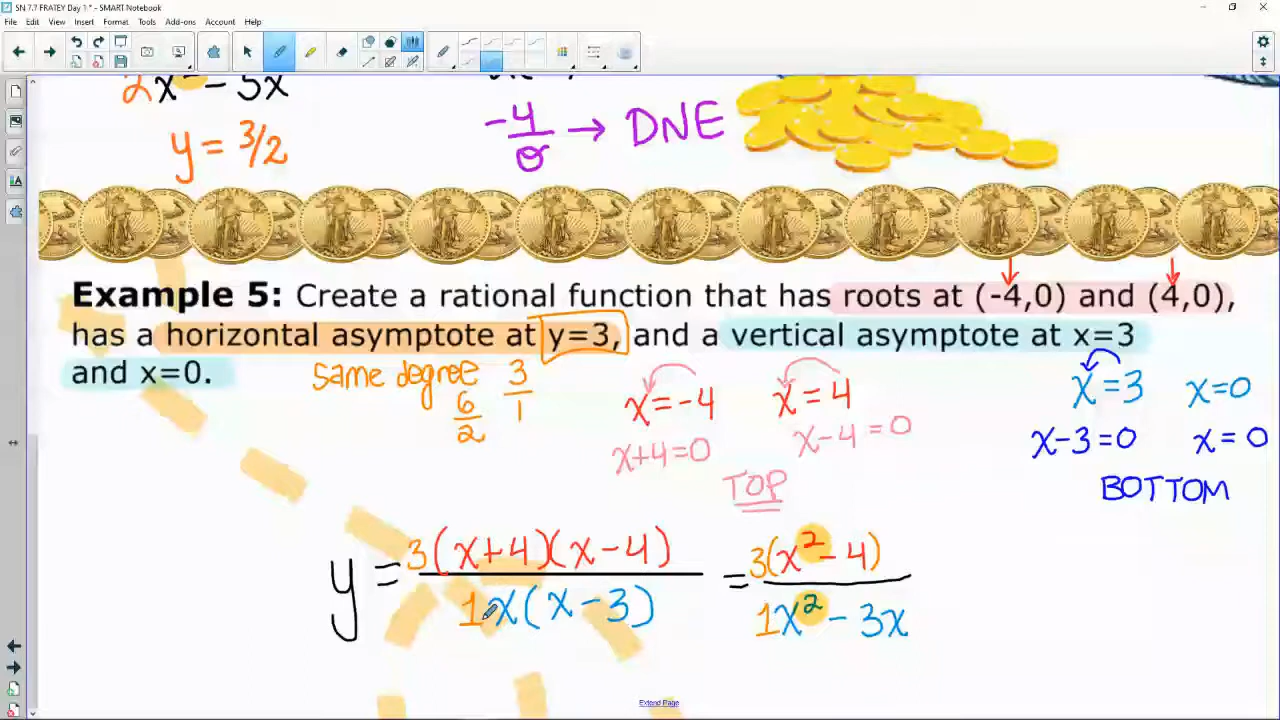 SN 7.7 FRATEY Day 1 * - SMART Notebook
File Edit View Insert Format Tools Add-ons Account Help
2x² - 5x
y = 3/2
-4/0 → DNE
Example 5: Create a rational function that has roots at (-4,0) and (4,0),
has a horizontal asymptote at y=3, and a vertical asymptote at x=3
and x=0.
same degree 3/1
6/2
x = -4 x = 4
x+4=0 x-4=0
TOP
x=3 x=0
x-3=0 x=0
BOTTOM
y = 3(x+4)(x-4) / 1x(x-3) = 3(x²-4) / 1x²-3x
Extend Page